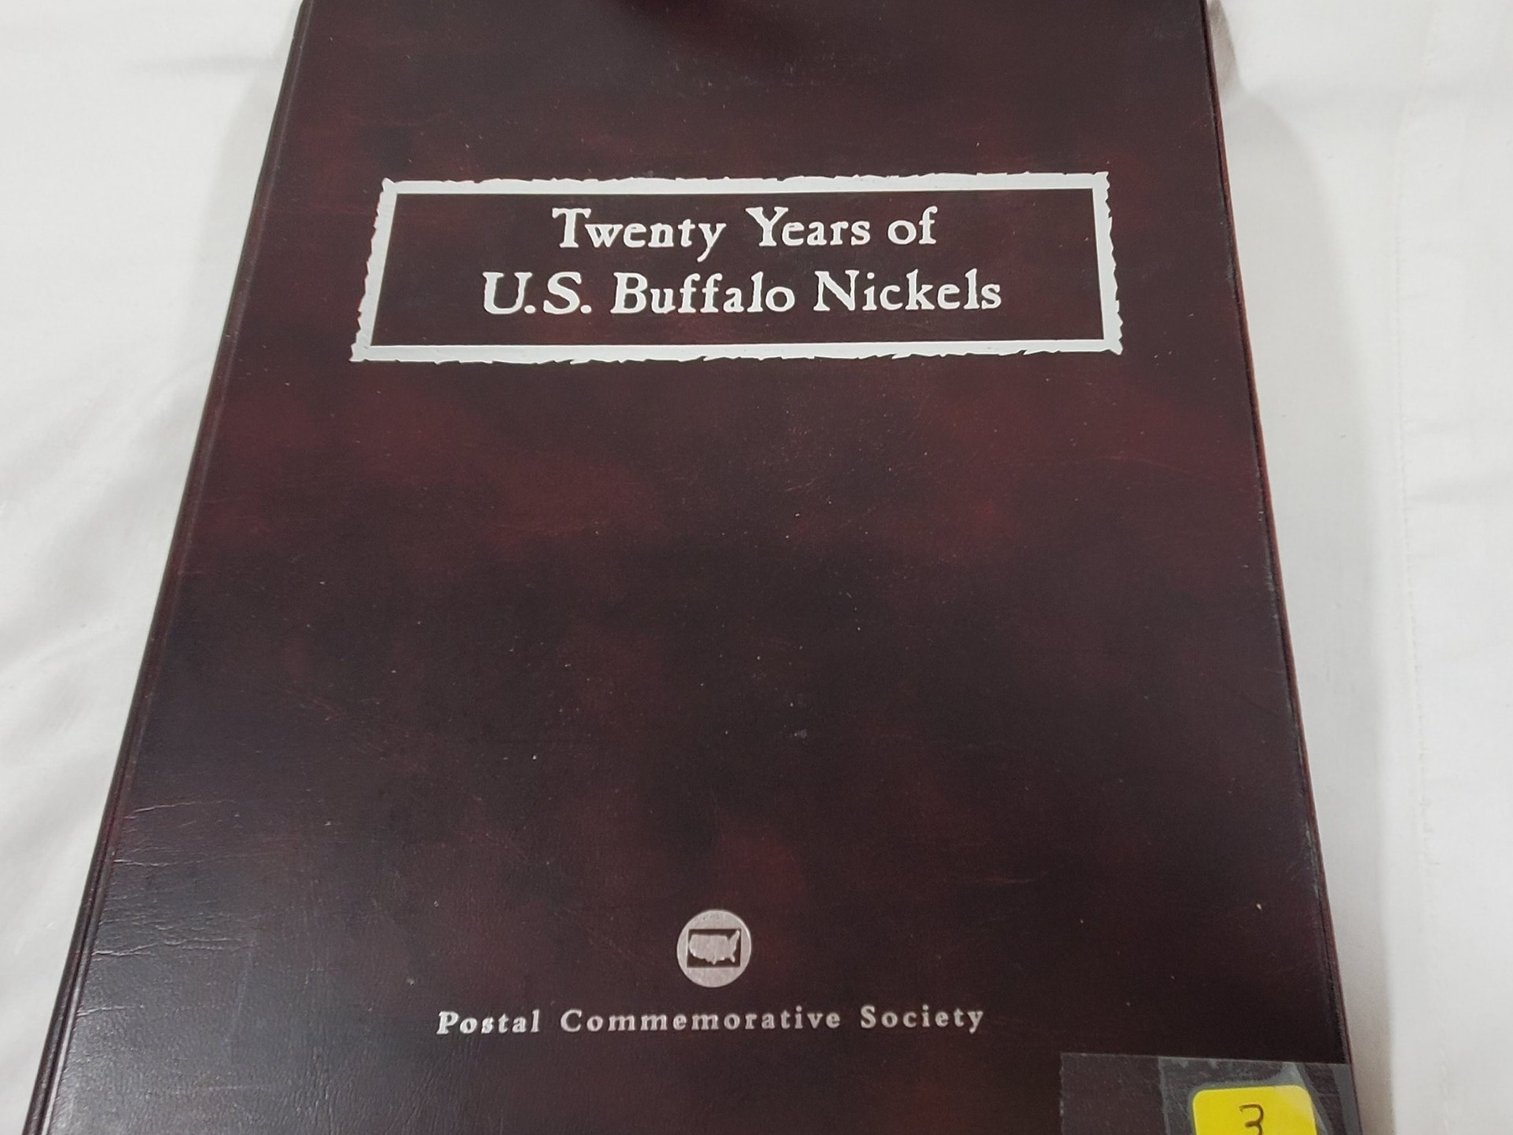 Twenty Years of
U.S. Buffalo Nickels
Postal Commemorative Society
3